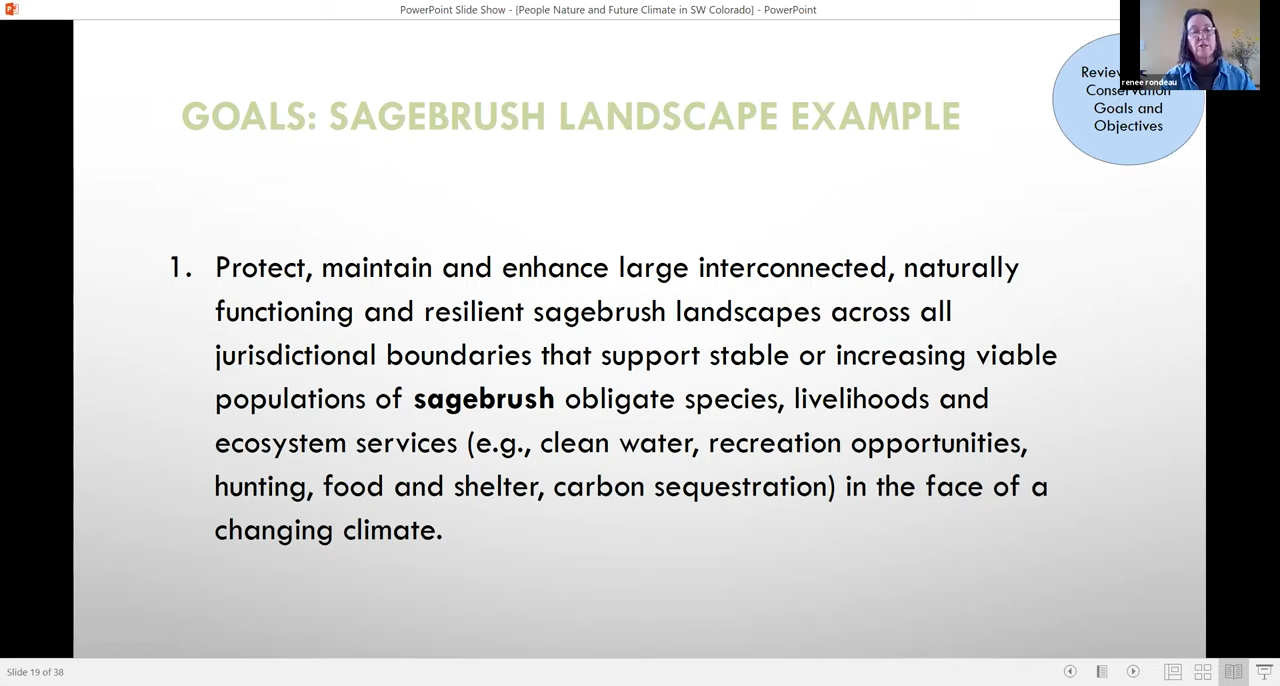 PowerPoint Slide Show - [People Nature and Future Climate in SW Colorado] - PowerPoint
renee rondeau
Conservation
Goals and
Objectives
GOALS: SAGEBRUSH LANDSCAPE EXAMPLE
1. Protect, maintain and enhance large interconnected, naturally
functioning and resilient sagebrush landscapes across all
jurisdictional boundaries that support stable or increasing viable
populations of sagebrush obligate species, livelihoods and
ecosystem services (e.g., clean water, recreation opportunities,
hunting, food and shelter, carbon sequestration) in the face of a
changing climate.
Slide 19 of 38